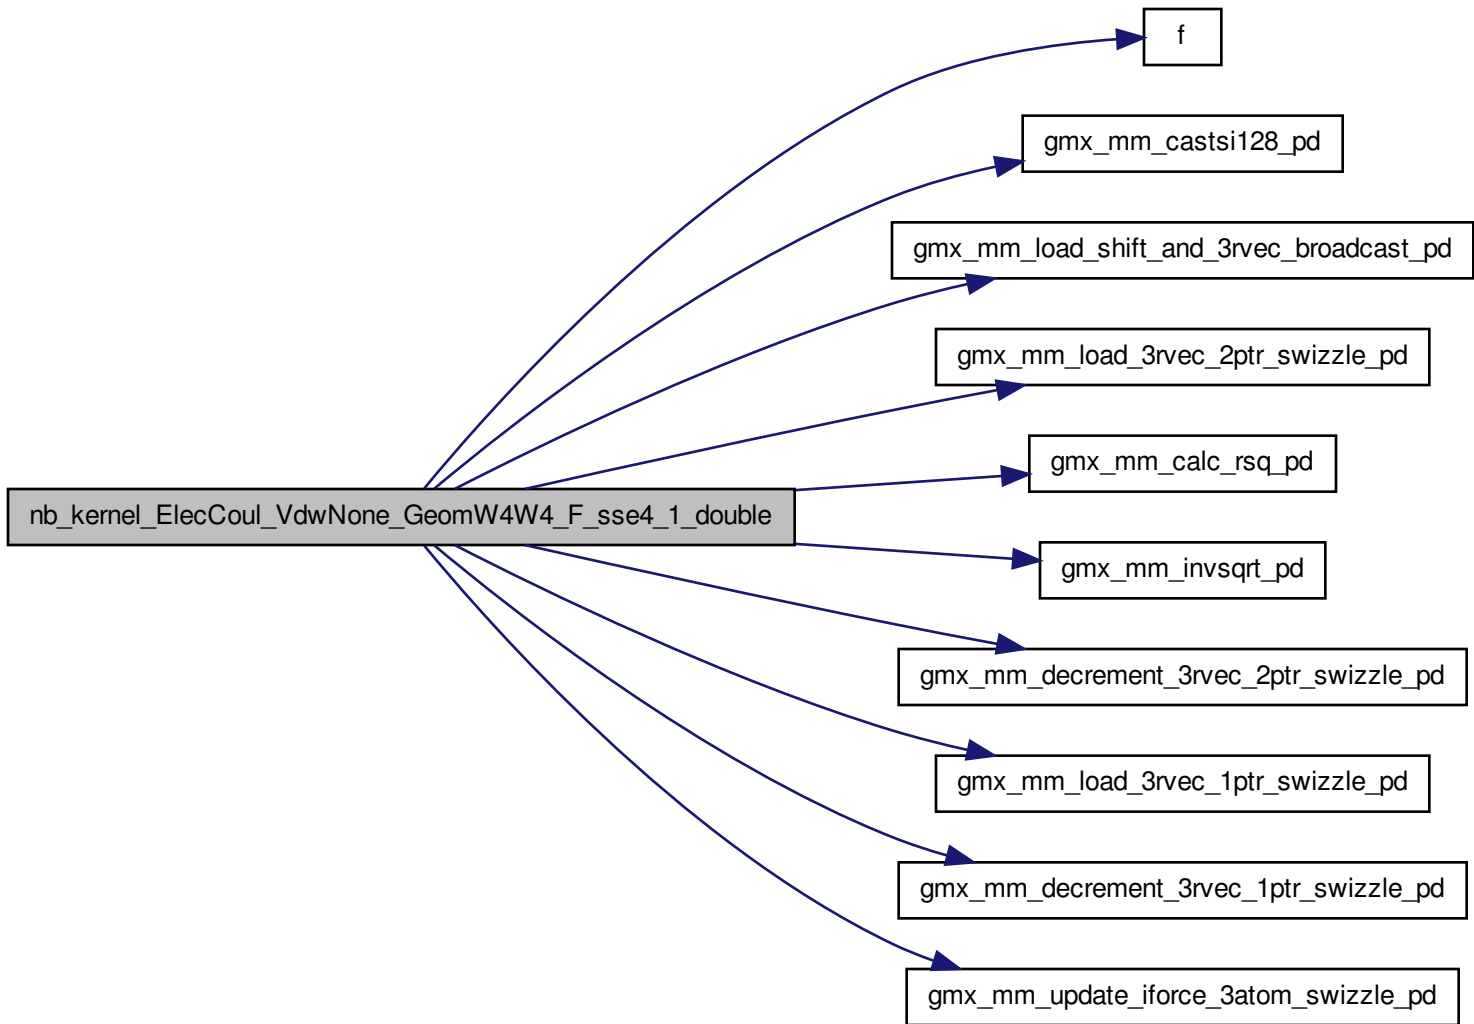 f
gmx_mm_castsi128_pd
gmx_mm_load_shift_and_3rvec_broadcast_pd
gmx_mm_load_3rvec_2ptr_swizzle_pd
gmx_mm_calc_rsq_pd
nb_kernel_ElecCoul_VdwNone_GeomW4W4_F_sse4_1_double
gmx_mm_invsqrt_pd
gmx_mm_decrement_3rvec_2ptr_swizzle_pd
gmx_mm_load_3rvec_1ptr_swizzle_pd
gmx_mm_decrement_3rvec_1ptr_swizzle_pd
gmx_mm_update_iforce_3atom_swizzle_pd